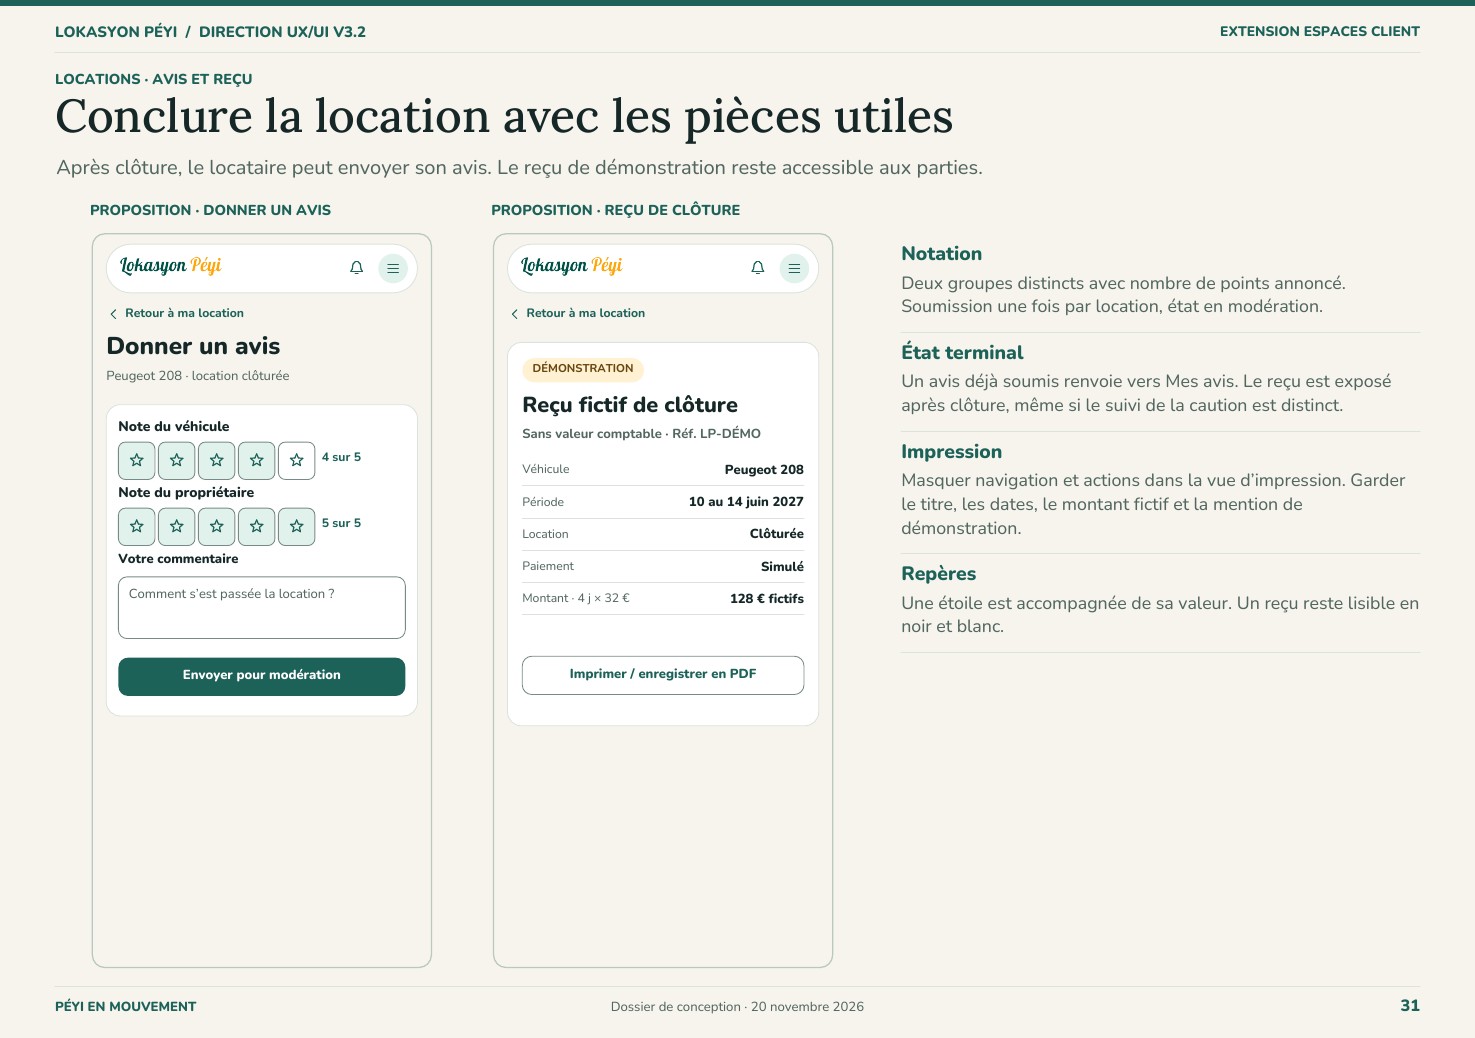 LOKASYON PÉYI / DIRECTION UX/UI V3.2
EXTENSION ESPACES CLIENT
LOCATIONS · AVIS ET REÇU
Conclure la location avec les pièces utiles
Après clôture, le locataire peut envoyer son avis. Le reçu de démonstration reste accessible aux parties.
PROPOSITION · DONNER UN AVIS
Lokasyon Péyi
Retour à ma location
Donner un avis
Peugeot 208 · location clôturée
Note du véhicule
4 sur 5
Note du propriétaire
5 sur 5
Votre commentaire
Comment s’est passée la location ?
Envoyer pour modération
PROPOSITION · REÇU DE CLÔTURE
Lokasyon Péyi
Retour à ma location
DÉMONSTRATION
Reçu fictif de clôture
Sans valeur comptable · Réf. LP-DÉMO
Véhicule Peugeot 208
Période 10 au 14 juin 2027
Location Clôturée
Paiement Simulé
Montant · 4 j × 32 € 128 € fictifs
Imprimer / enregistrer en PDF
Notation
Deux groupes distincts avec nombre de points annoncé.
Soumission une fois par location, état en modération.
État terminal
Un avis déjà soumis renvoie vers Mes avis. Le reçu est exposé
après clôture, même si le suivi de la caution est distinct.
Impression
Masquer navigation et actions dans la vue d’impression. Garder
le titre, les dates, le montant fictif et la mention de
démonstration.
Repères
Une étoile est accompagnée de sa valeur. Un reçu reste lisible en
noir et blanc.
PÉYI EN MOUVEMENT
Dossier de conception · 20 novembre 2026
31